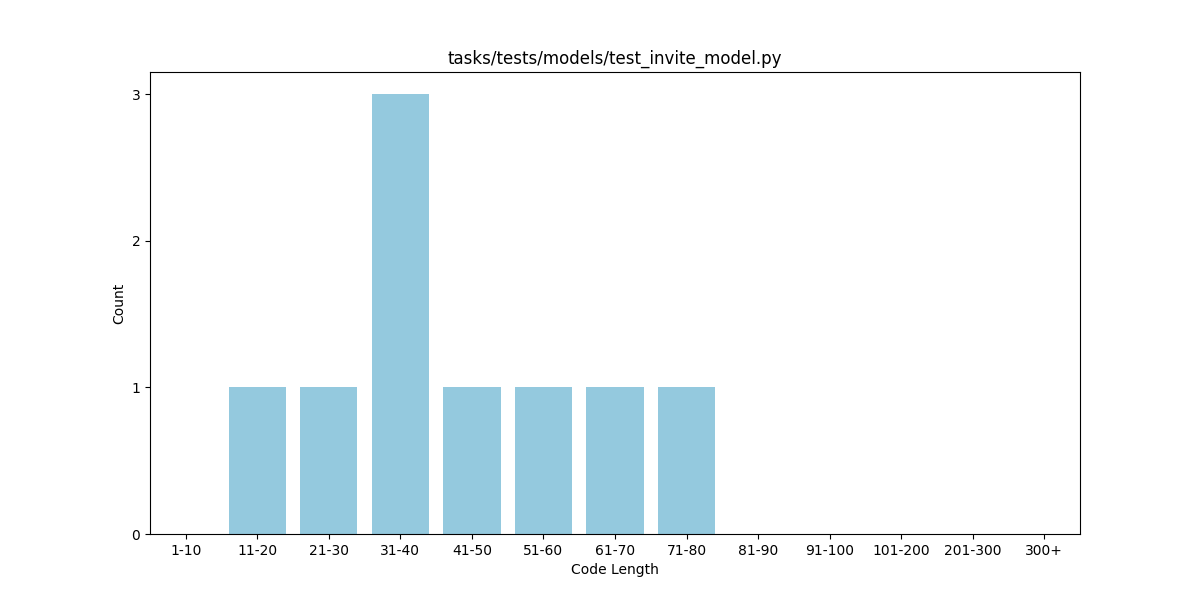 tasks/tests/models/test_invite_model.py
3
2
1
0
Count
1-10 11-20 21-30 31-40 41-50 51-60 61-70 71-80 81-90 91-100 101-200 201-300 300+
Code Length